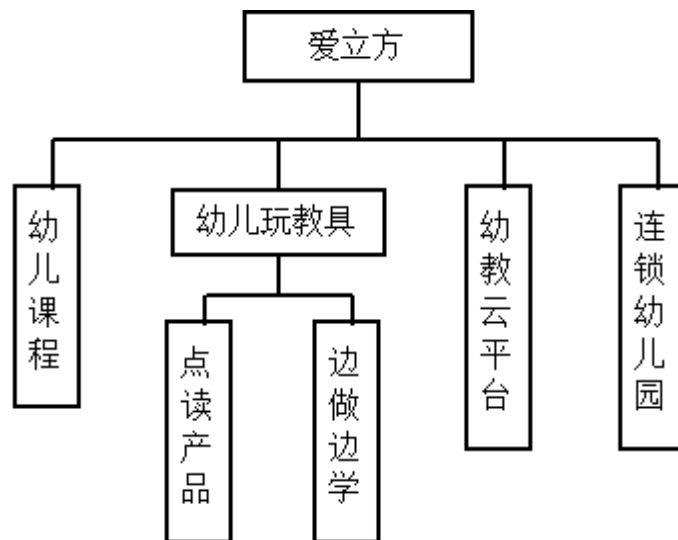 爱立方
幼儿课程
幼儿玩教具
幼教云平台
连锁幼儿园
点读产品
边做边学